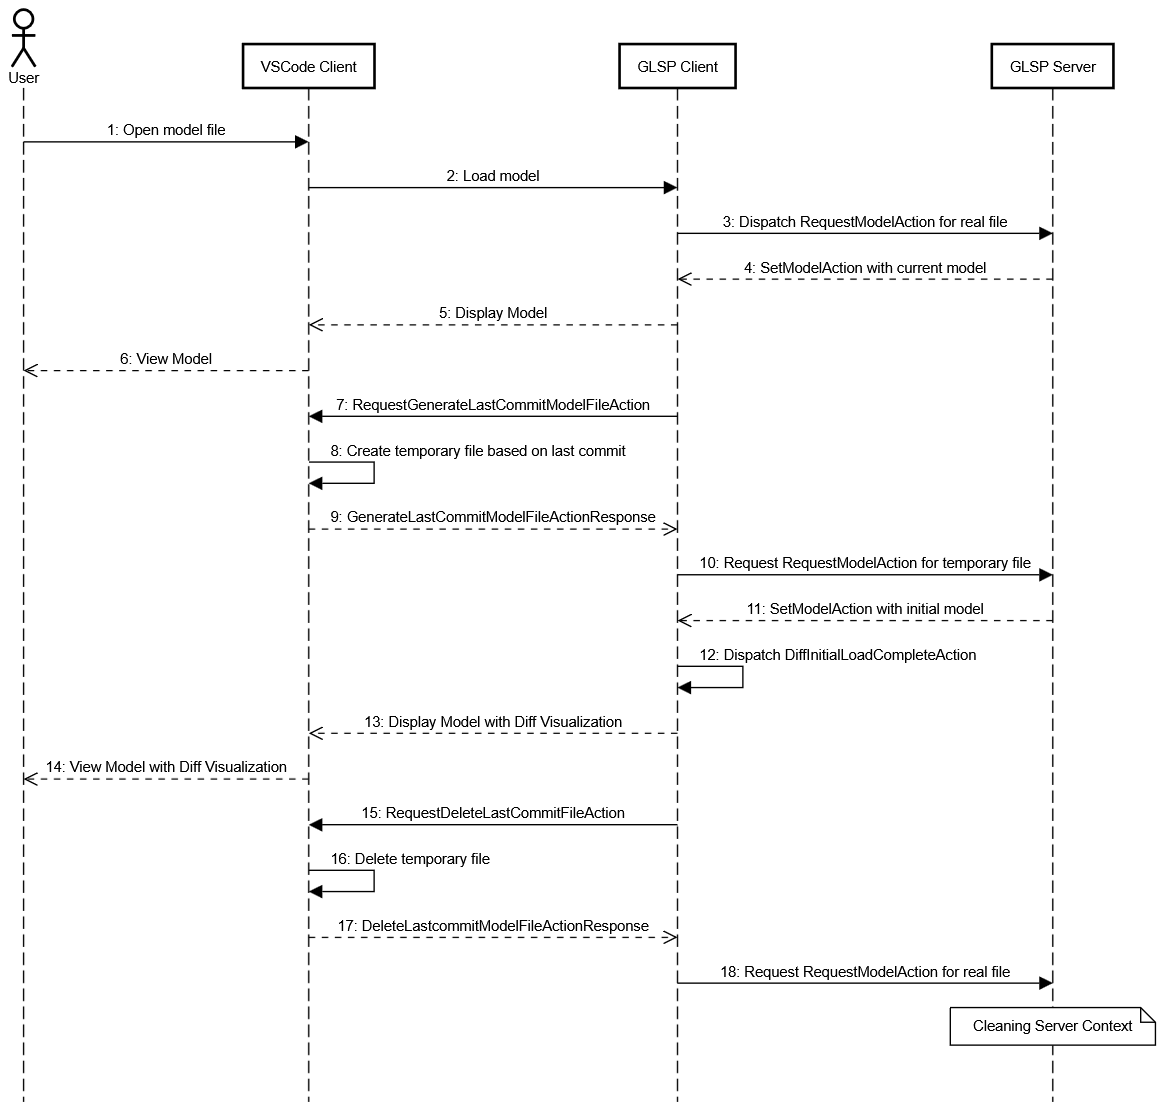 User
VSCode Client
GLSP Client
GLSP Server
1: Open model file
2: Load model
3: Dispatch RequestModelAction for real file
4: SetModelAction with current model
5: Display Model
6: View Model
7: RequestGenerateLastCommitModelFileAction
8: Create temporary file based on last commit
9: GenerateLastCommitModelFileActionResponse
10: Request RequestModelAction for temporary file
11: SetModelAction with initial model
12: Dispatch DiffInitialLoadCompleteAction
13: Display Model with Diff Visualization
14: View Model with Diff Visualization
15: RequestDeleteLastCommitFileAction
16: Delete temporary file
17: DeleteLastcommitModelFileActionResponse
18: Request RequestModelAction for real file
Cleaning Server Context